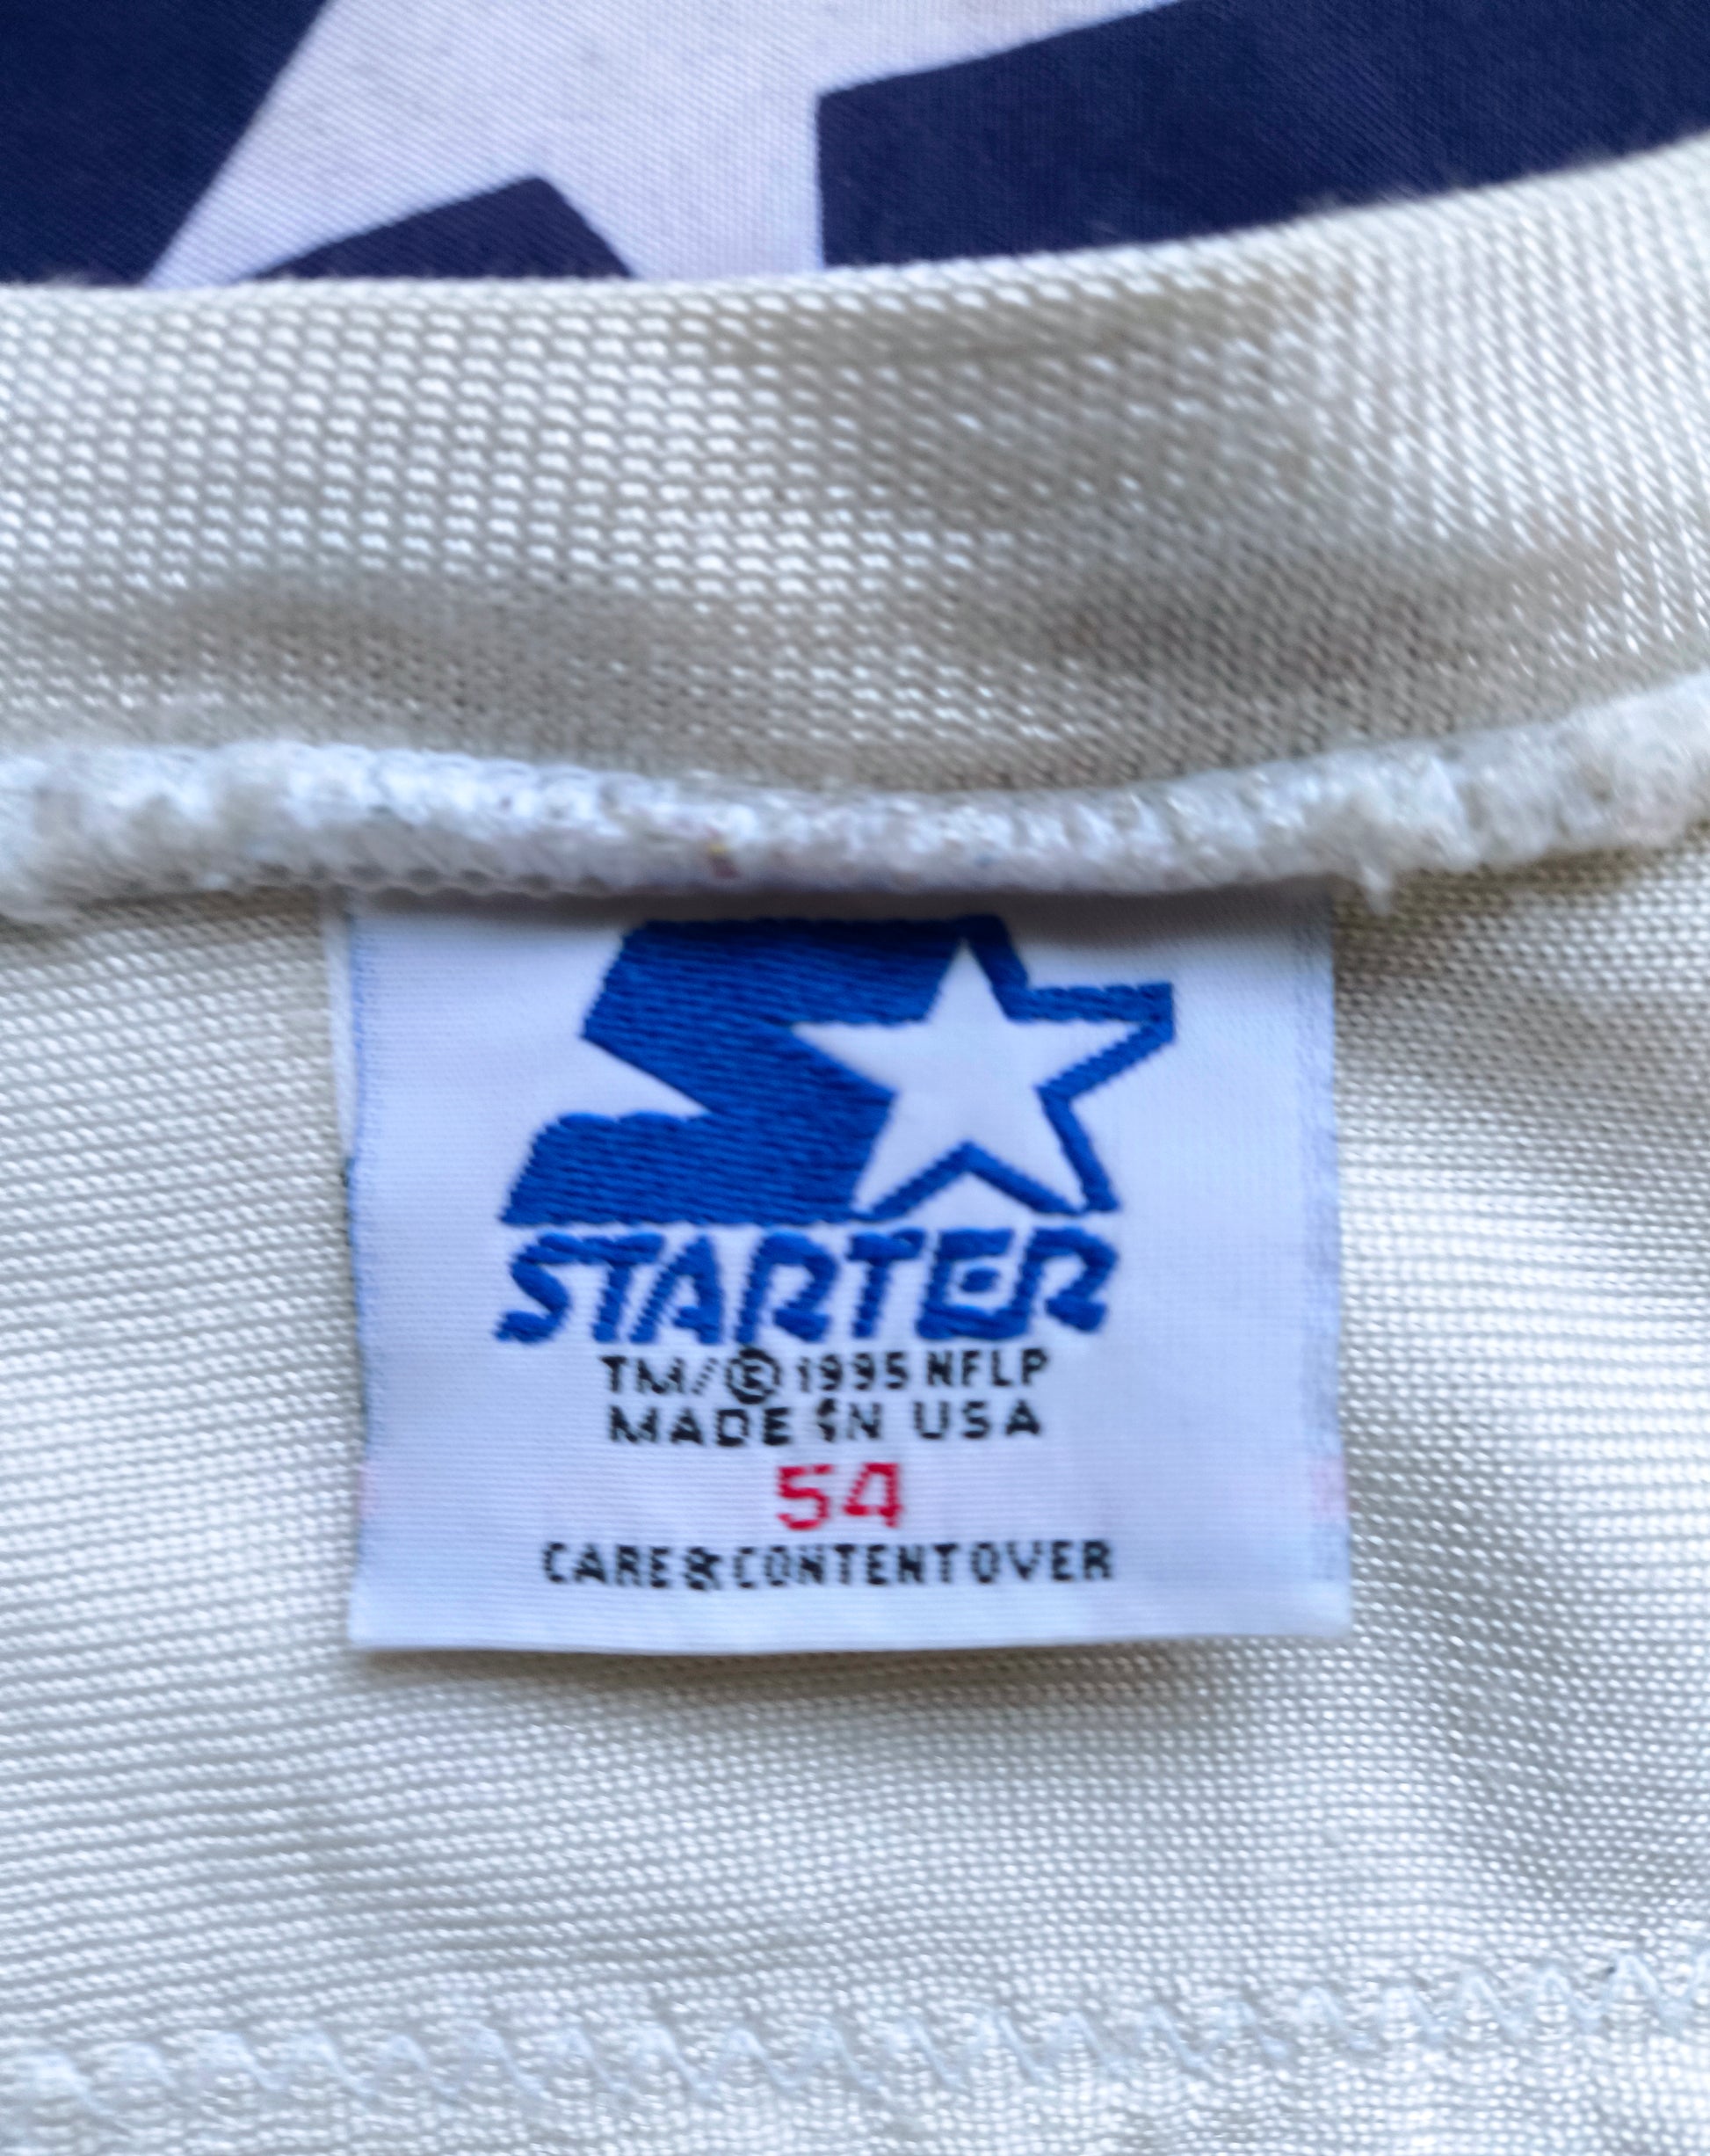 STARTER
TM/© 1995 NFLP
MADE IN USA
54
CARE & CONTENT OVER